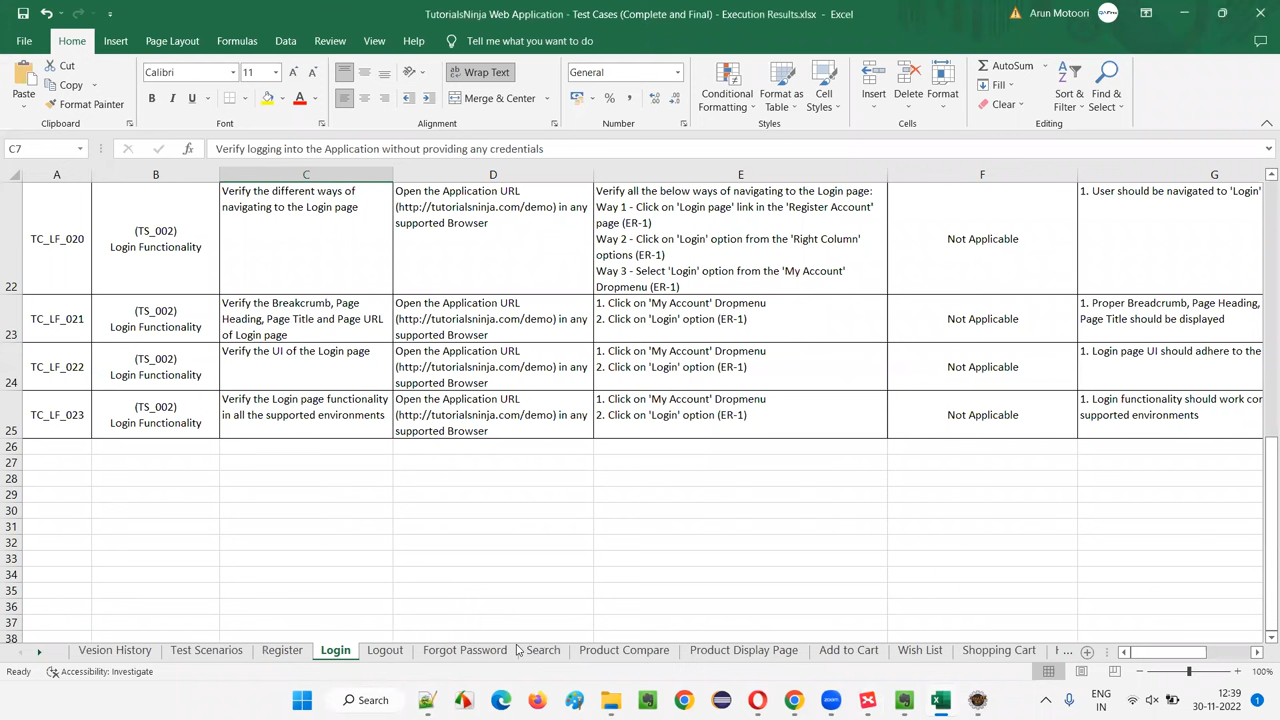 TutorialsNinja Web Application - Test Cases (Complete and Final) - Execution Results.xlsx - Excel
Arun Motoori
File Home Insert Page Layout Formulas Data Review View Help Tell me what you want to do
Paste
Cut
Copy
Format Painter
Clipboard
Calibri 11
B I U
Font
Wrap Text
Merge & Center
Alignment
General
Number
Conditional Formatting
Format as Table
Cell Styles
Styles
Insert
Delete
Format
Cells
AutoSum
Fill
Clear
Sort & Filter
Find & Select
Editing
C7 fx Verify logging into the Application without providing any credentials
A B C D E F G
22
TC_LF_020
(TS_002)
Login Functionality
Verify the different ways of
navigating to the Login page
Open the Application URL
(http://tutorialsninja.com/demo) in any
supported Browser
Verify all the below ways of navigating to the Login page:
Way 1 - Click on 'Login page' link in the 'Register Account'
page (ER-1)
Way 2 - Click on 'Login' option from the 'Right Column'
options (ER-1)
Way 3 - Select 'Login' option from the 'My Account'
Dropmenu (ER-1)
Not Applicable
1. User should be navigated to 'Login'
23
TC_LF_021
(TS_002)
Login Functionality
Verify the Breakcrumb, Page
Heading, Page Title and Page URL
of Login page
Open the Application URL
(http://tutorialsninja.com/demo) in any
supported Browser
1. Click on 'My Account' Dropmenu
2. Click on 'Login' option (ER-1)
Not Applicable
1. Proper Breadcrumb, Page Heading,
Page Title should be displayed
24
TC_LF_022
(TS_002)
Login Functionality
Verify the UI of the Login page
Open the Application URL
(http://tutorialsninja.com/demo) in any
supported Browser
1. Click on 'My Account' Dropmenu
2. Click on 'Login' option (ER-1)
Not Applicable
1. Login page UI should adhere to the
25
TC_LF_023
(TS_002)
Login Functionality
Verify the Login page functionality
in all the supported environments
Open the Application URL
(http://tutorialsninja.com/demo) in any
supported Browser
1. Click on 'My Account' Dropmenu
2. Click on 'Login' option (ER-1)
Not Applicable
1. Login functionality should work cor
supported environments
26
27
28
29
30
31
32
33
34
35
36
37
38
Vesion History Test Scenarios Register Login Logout Forgot Password Search Product Compare Product Display Page Add to Cart Wish List Shopping Cart ...
Ready Accessibility: Investigate 100%
Search
ENG
IN
12:39
30-11-2022
1